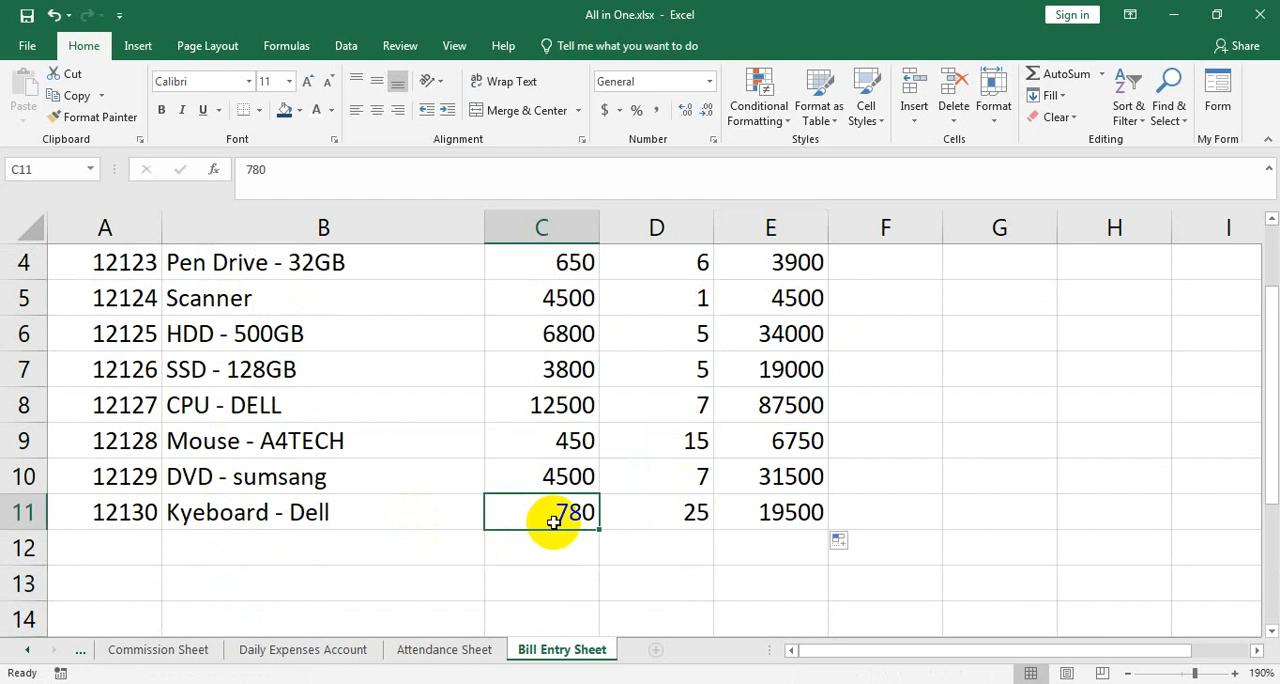 All in One.xlsx - Excel
Sign in
File Home Insert Page Layout Formulas Data Review View Help Tell me what you want to do Share
Paste Cut Copy Format Painter
Calibri 11
B I U A
Wrap Text
Merge & Center
General
$ % ,
Conditional Formatting Format as Table Cell Styles
Insert Delete Format
AutoSum Fill Clear
Sort & Filter Find & Select
Form
Clipboard Font Alignment Number Styles Cells Editing My Form
C11 fx 780
A B C D E F G H I
4 12123 Pen Drive - 32GB 650 6 3900
5 12124 Scanner 4500 1 4500
6 12125 HDD - 500GB 6800 5 34000
7 12126 SSD - 128GB 3800 5 19000
8 12127 CPU - DELL 12500 7 87500
9 12128 Mouse - A4TECH 450 15 6750
10 12129 DVD - sumsang 4500 7 31500
11 12130 Kyeboard - Dell 780 25 19500
12
13
14
... Commission Sheet Daily Expenses Account Attendance Sheet Bill Entry Sheet
Ready 190%